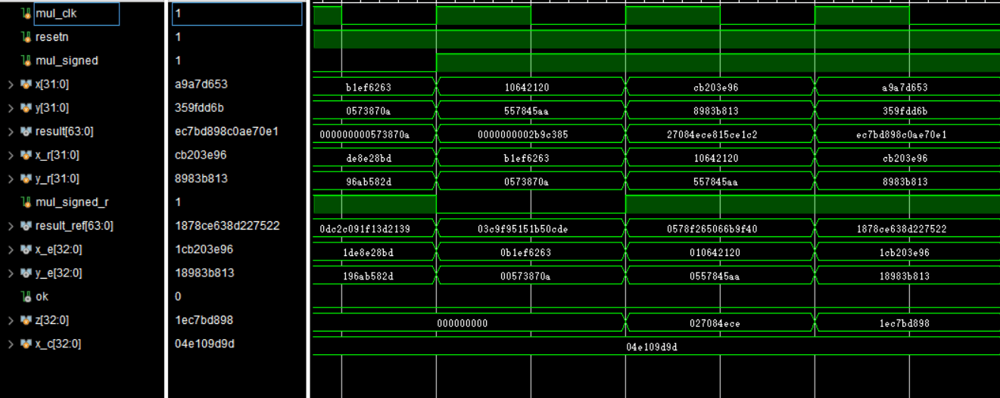 mul_clk 1
resetn 1
mul_signed 1
x[31:0] a9a7d653 b1ef6263 10642120 cb203e96 a9a7d653
y[31:0] 359fdd6b 0573870a 557845aa 8983b813 359fdd6b
result[63:0] ec7bd898c0ae70e1 000000000573870a 0000000002b9c385 27084ece815ce1c2 ec7bd898c0ae70e1
x_r[31:0] cb203e96 de8e28bd b1ef6263 10642120 cb203e96
y_r[31:0] 8983b813 96ab582d 0573870a 557845aa 8983b813
mul_signed_r 1
result_ref[63:0] 1878ce638d227522 0dc2c091f13d2139 03c9f95151b50cde 0578f265066b9f40 1878ce638d227522
x_e[32:0] 1cb203e96 1de8e28bd 0b1ef6263 010642120 1cb203e96
y_e[32:0] 18983b813 196ab582d 00573870a 0557845aa 18983b813
ok 0
z[32:0] 1ec7bd898 000000000 027084ece 1ec7bd898
x_c[32:0] 04e109d9d 04e109d9d